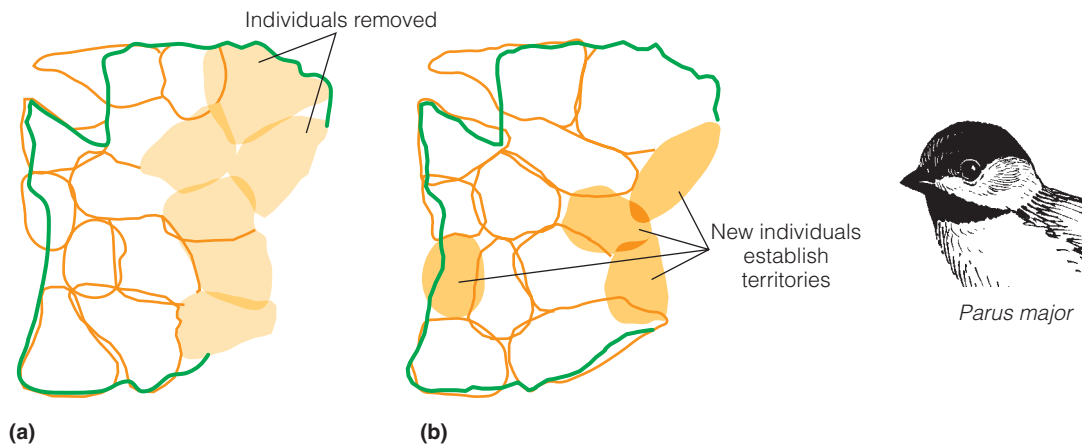 Individuals removed
New individuals
establish
territories
Parus major
(a)
(b)